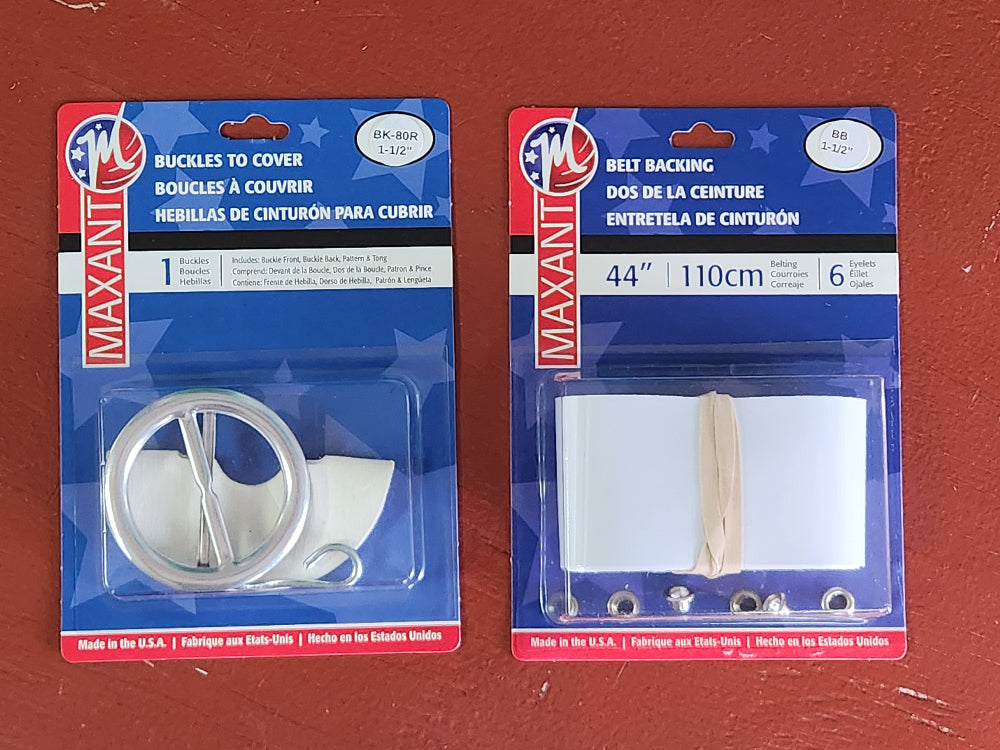 M
MAXANT
BK-80R
1-1/2"
BUCKLES TO COVER
BOUCLES À COUVRIR
HEBILLAS DE CINTURÓN PARA CUBRIR
1
Buckles
Boucles
Hebillas
Includes: Buckle Front, Buckle Back, Pattern & Tong
Comprend: Devant de la Boucle, Dos de la Boucle, Patron & Pince
Contiene: Frente de Hebilla, Dorso de Hebilla, Patrón & Lengüeta
Made in the U.S.A. | Fabrique aux Etats-Unis | Hecho en los Estados Unidos
M
MAXANT
BB
1-1/2"
BELT BACKING
DOS DE LA CEINTURE
ENTRETELA DE CINTURÓN
44" | 110cm
Belting
Courroies
Correaje
6
Eyelets
Éillet
Ojales
Made in the U.S.A. | Fabrique aux Etats-Unis | Hecho en los Estados Unidos